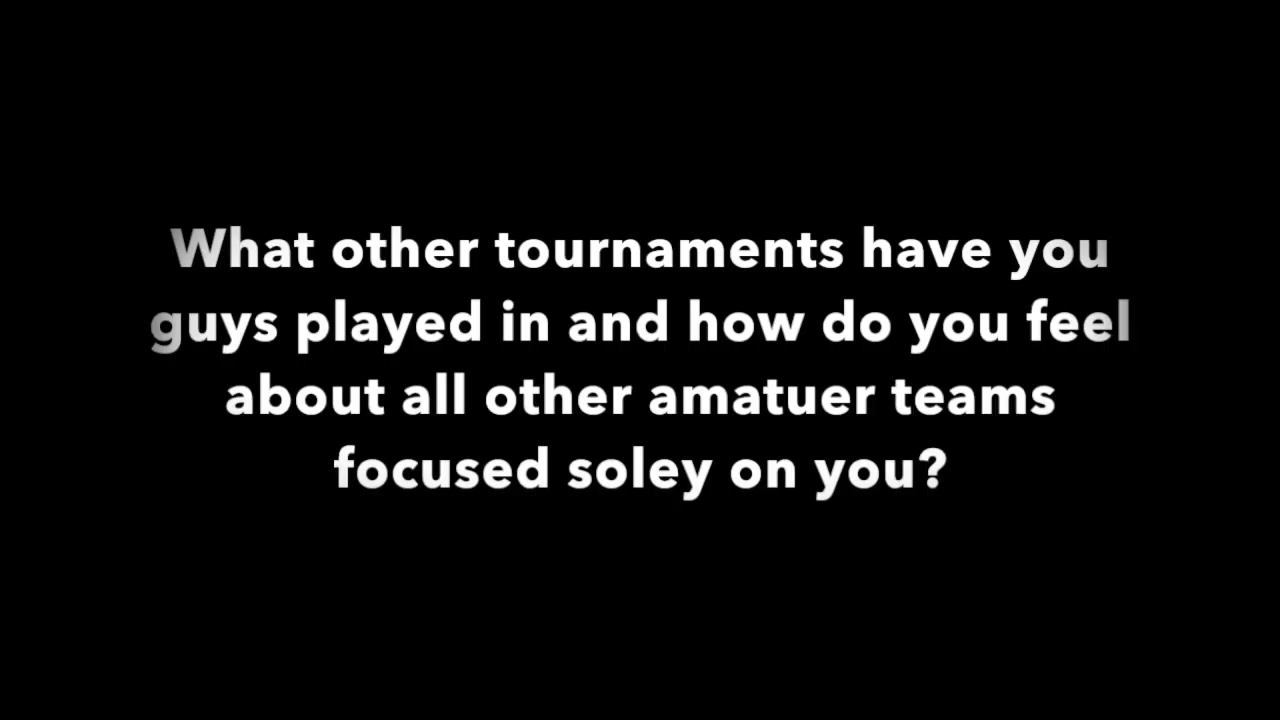 What other tournaments have you
guys played in and how do you feel
about all other amatuer teams
focused soley on you?